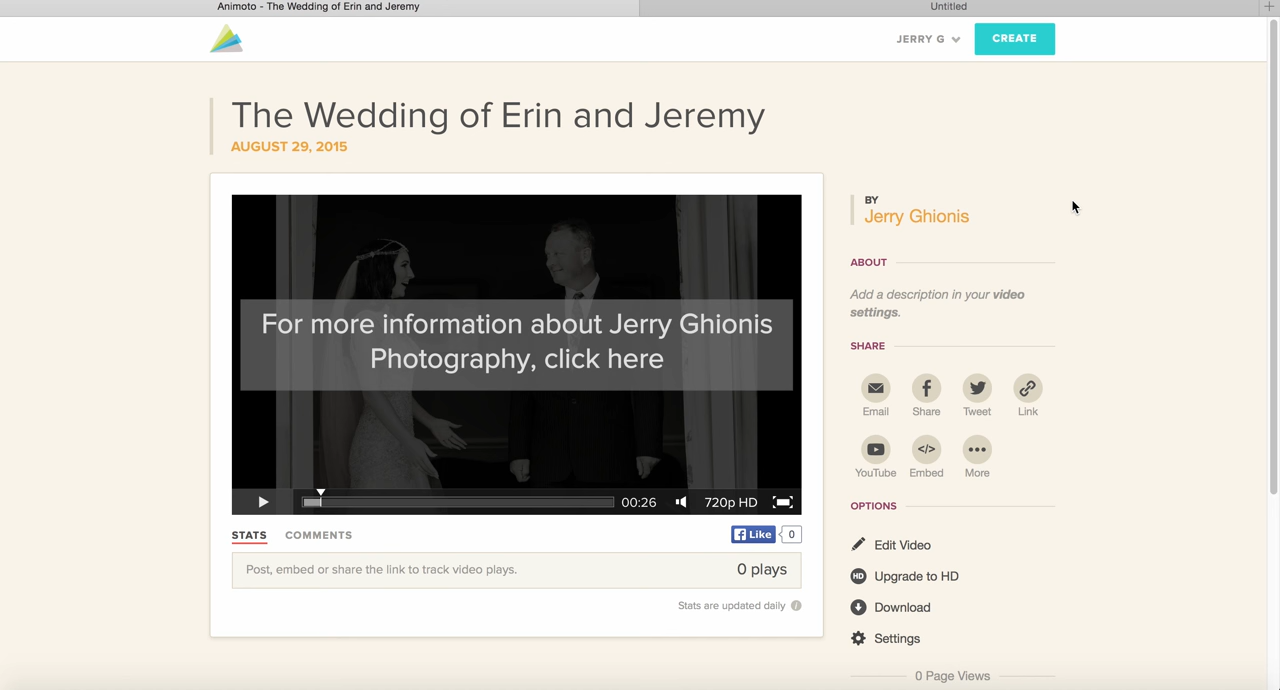 Animoto - The Wedding of Erin and Jeremy
Untitled
JERRY G
CREATE
The Wedding of Erin and Jeremy
AUGUST 29, 2015
For more information about Jerry Ghionis
Photography, click here
00:26
720p HD
STATS
COMMENTS
Like
0
Post, embed or share the link to track video plays.
0 plays
Stats are updated daily
i
BY
Jerry Ghionis
ABOUT
Add a description in your video
settings.
SHARE
Email
Share
Tweet
Link
YouTube
Embed
More
OPTIONS
Edit Video
HD
Upgrade to HD
Download
Settings
0 Page Views